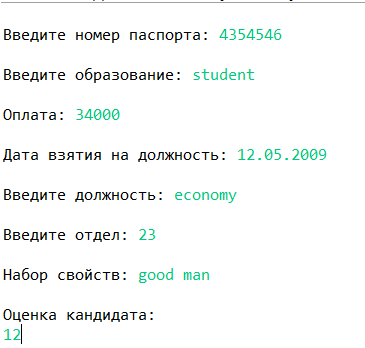 Введите номер паспорта: 4354546
Введите образование: student
Оплата: 34000
Дата взятия на должность: 12.05.2009
Введите должность: economy
Введите отдел: 23
Набор свойств: good man
Оценка кандидата:
12